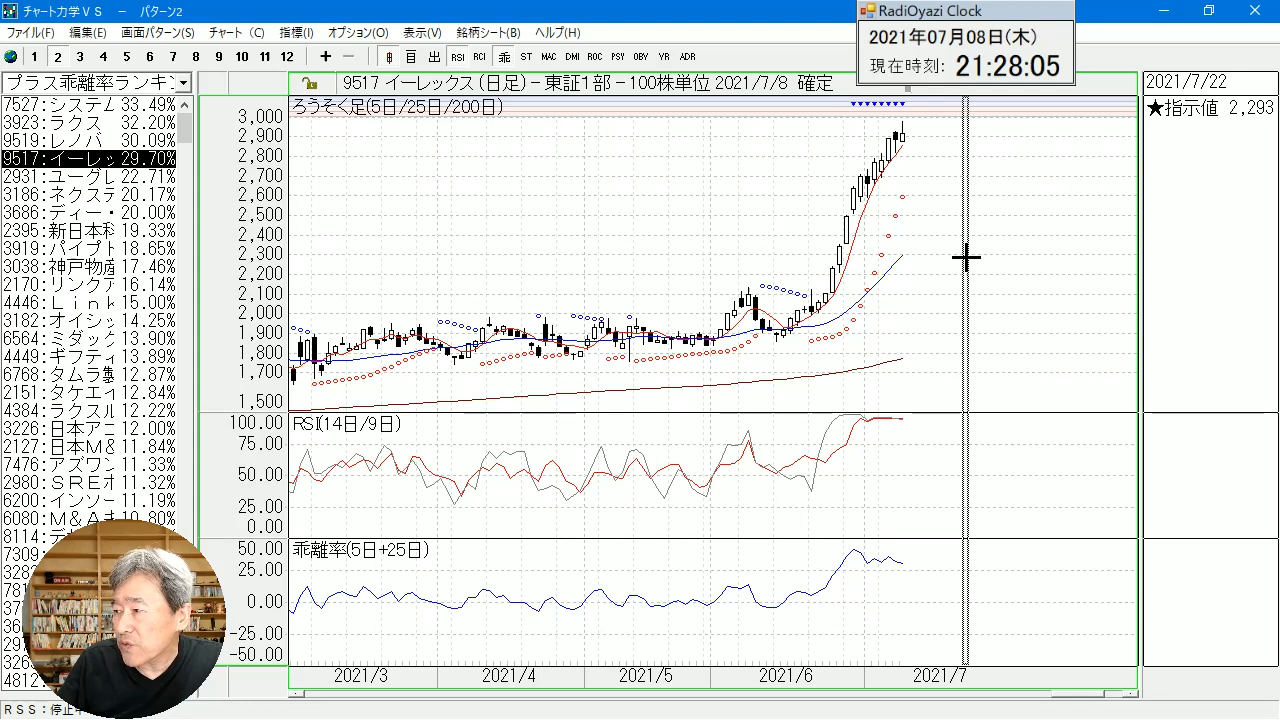 チャート力学ＶＳ － パターン2
RadiOyazi Clock
2021年07月08日(木)
現在時刻: 21:28:05
ファイル(F) 編集(E) 画面パターン(S) チャート (C) 指標(I) オプション(O) 表示(V) 銘柄シート(B) ヘルプ(H)
1 2 3 4 5 6 7 8 9 10 11 12 + － 日 出 RSI RCI 乖 ST MAC DMI ROC PSY OBV VR ADR
プラス乖離率ランキン
9517 イーレックス (日足) － 東証1部 － 100株単位 2021/7/8 確定
2021/7/22
★指示値 2,293
7527:システム 33.49%
3923:ラクス 32.20%
9519:レノバ 30.09%
9517:イーレッ 29.70%
2931:ユーグレ 22.71%
3186:ネクステ 20.17%
3686:ディー・ 20.00%
2395:新日本科 19.33%
3919:パイプト 18.65%
3038:神戸物産 17.46%
2170:リンクア 16.14%
4446:Ｌｉｎｋ 15.00%
3182:オイシッ 14.25%
6564:ミダック 13.90%
4449:ギフティ 13.89%
6768:タムラ製 12.87%
2151:タケエイ 12.84%
4384:ラクスル 12.22%
3226:日本アコ 12.00%
2127:日本Ｍ＆ 11.84%
7476:アズワン 11.33%
2980:ＳＲＥホ 11.32%
6200:インソー 11.19%
6080:Ｍ＆Ａキ 10.80%
8114:デ
7309:
4812:
ろうそく足(5日/25日/200日)
3,000
2,900
2,800
2,700
2,600
2,500
2,400
2,300
2,200
2,100
2,000
1,900
1,800
1,700
1,500
RSI(14日/9日)
100.00
75.00
50.00
25.00
0.00
乖離率(5日+25日)
50.00
25.00
0.00
-25.00
-50.00
2021/3 2021/4 2021/5 2021/6 2021/7
ＲＳＳ：停止